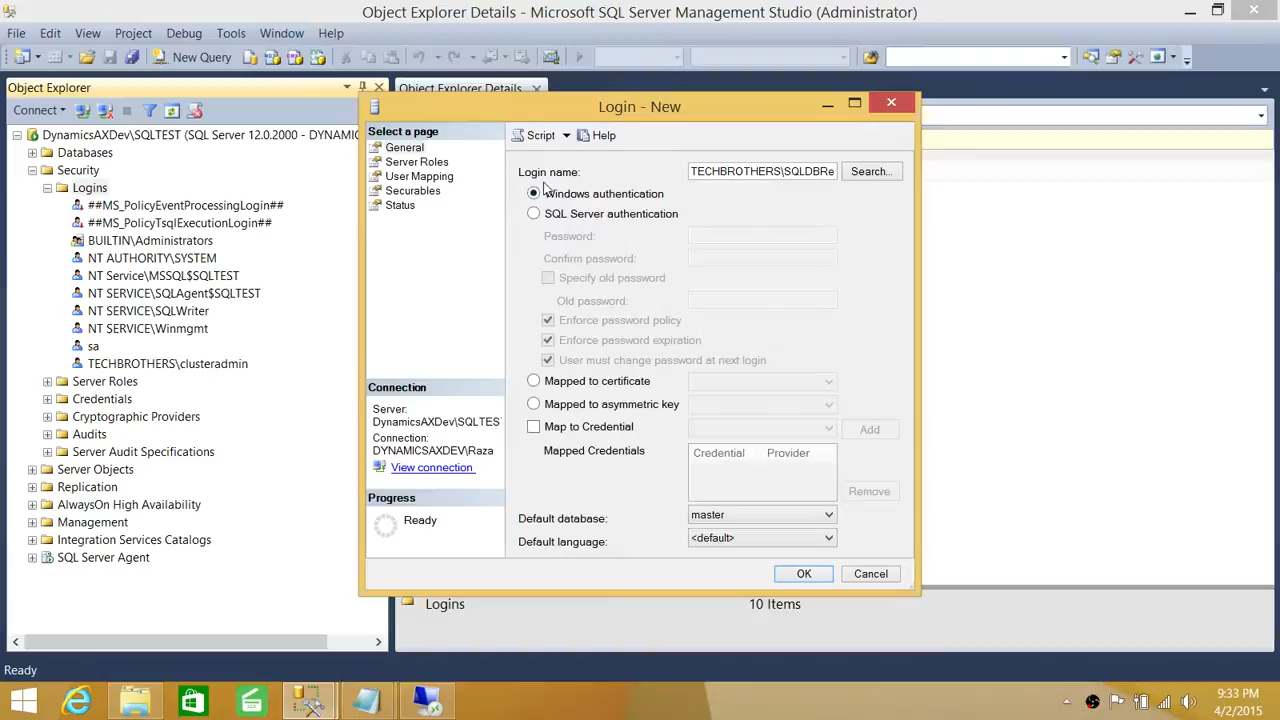 Object Explorer Details - Microsoft SQL Server Management Studio (Administrator)
File Edit View Project Debug Tools Window Help
New Query
Object Explorer
Object Explorer Details
Connect
DynamicsAXDev\SQLTEST (SQL Server 12.0.2000 - DYNAMIC
Databases
Security
Logins
##MS_PolicyEventProcessingLogin##
##MS_PolicyTsqlExecutionLogin##
BUILTIN\Administrators
NT AUTHORITY\SYSTEM
NT Service\MSSQL$SQLTEST
NT SERVICE\SQLAgent$SQLTEST
NT SERVICE\SQLWriter
NT SERVICE\Winmgmt
sa
TECHBROTHERS\clusteradmin
Server Roles
Credentials
Cryptographic Providers
Audits
Server Audit Specifications
Server Objects
Replication
AlwaysOn High Availability
Management
Integration Services Catalogs
SQL Server Agent
Login - New
Select a page
General
Server Roles
User Mapping
Securables
Status
Connection
Server:
DynamicsAXDev\SQLTEST
Connection:
DYNAMICSAXDEV\Raza
View connection
Progress
Ready
Script Help
Login name: TECHBROTHERS\SQLDBRe Search...
Windows authentication
SQL Server authentication
Password:
Confirm password:
Specify old password
Old password:
Enforce password policy
Enforce password expiration
User must change password at next login
Mapped to certificate
Mapped to asymmetric key
Map to Credential Add
Mapped Credentials Credential Provider
Remove
Default database: master
Default language: <default>
OK Cancel
Logins 10 Items
Ready
9:33 PM
4/2/2015